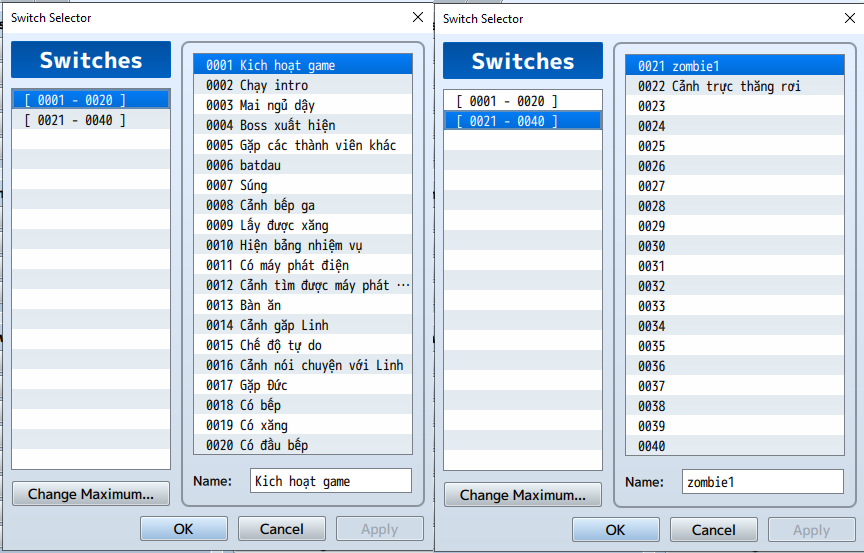 Switch Selector
Switches
[ 0001 - 0020 ]
[ 0021 - 0040 ]
0001 Kich hoạt game
0002 Chạy intro
0003 Mai ngủ dậy
0004 Boss xuất hiện
0005 Gặp các thành viên khác
0006 batdau
0007 Súng
0008 Cảnh bếp ga
0009 Lấy được xăng
0010 Hiện bảng nhiệm vụ
0011 Có máy phát điện
0012 Cảnh tìm được máy phát …
0013 Bàn ăn
0014 Cảnh gặp Linh
0015 Chế độ tự do
0016 Cảnh nói chuyện với Linh
0017 Gặp Đức
0018 Có bếp
0019 Có xăng
0020 Có đầu bếp
Name: Kich hoạt game
Change Maximum...
OK Cancel Apply
Switch Selector
Switches
[ 0001 - 0020 ]
[ 0021 - 0040 ]
0021 zombie1
0022 Cảnh trực thăng rơi
0023
0024
0025
0026
0027
0028
0029
0030
0031
0032
0033
0034
0035
0036
0037
0038
0039
0040
Name: zombie1
Change Maximum...
OK Cancel Apply